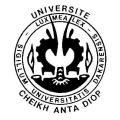 UNIVERSITE
LUX MEA LEX
SIGILLUM UNIVERSITATIS DAKARENSIS
CHEIKH ANTA DIOP